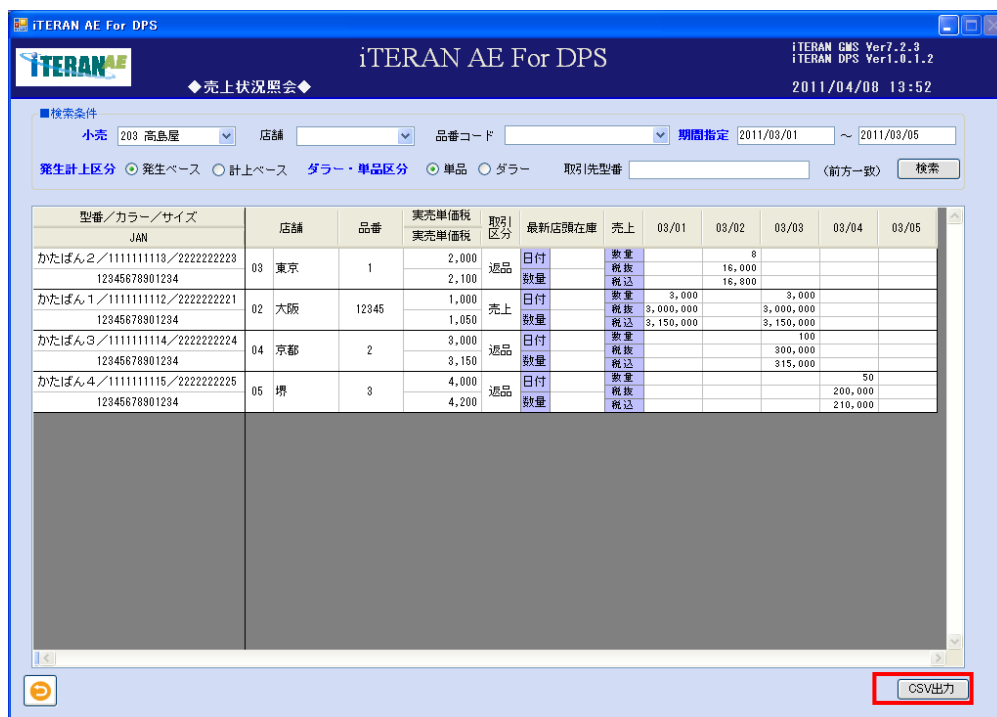 iTERAN AE For DPS
iTERAN AE
iTERAN AE For DPS
iTERAN GMS Ver7.2.3
iTERAN DPS Ver1.0.1.2
◆売上状況照会◆
2011/04/08 13:52
■検索条件
小売 203 高島屋 店舗 品番コード 期間指定 2011/03/01 ～ 2011/03/05
発生計上区分 発生ベース 計上ベース ダラー・単品区分 単品 ダラー 取引先型番 (前方一致) 検索
型番／カラー／サイズ 店舗 品番 実売単価税 取引区分 最新店頭在庫 売上 03/01 03/02 03/03 03/04 03/05
JAN 実売単価税
かたばん２／1111111113／2222222223 03 東京 1 2,000 返品 日付 数量 8
税抜 16,000
12345678901234 2,100 数量 税込 16,800
かたばん１／1111111112／2222222221 02 大阪 12345 1,000 売上 日付 数量 3,000 3,000
税抜 3,000,000 3,000,000
12345678901234 1,050 数量 税込 3,150,000 3,150,000
かたばん３／1111111114／2222222224 04 京都 2 3,000 返品 日付 数量 100
税抜 300,000
12345678901234 3,150 数量 税込 315,000
かたばん４／1111111115／2222222225 05 堺 3 4,000 返品 日付 数量 50
税抜 200,000
12345678901234 4,200 数量 税込 210,000
CSV出力